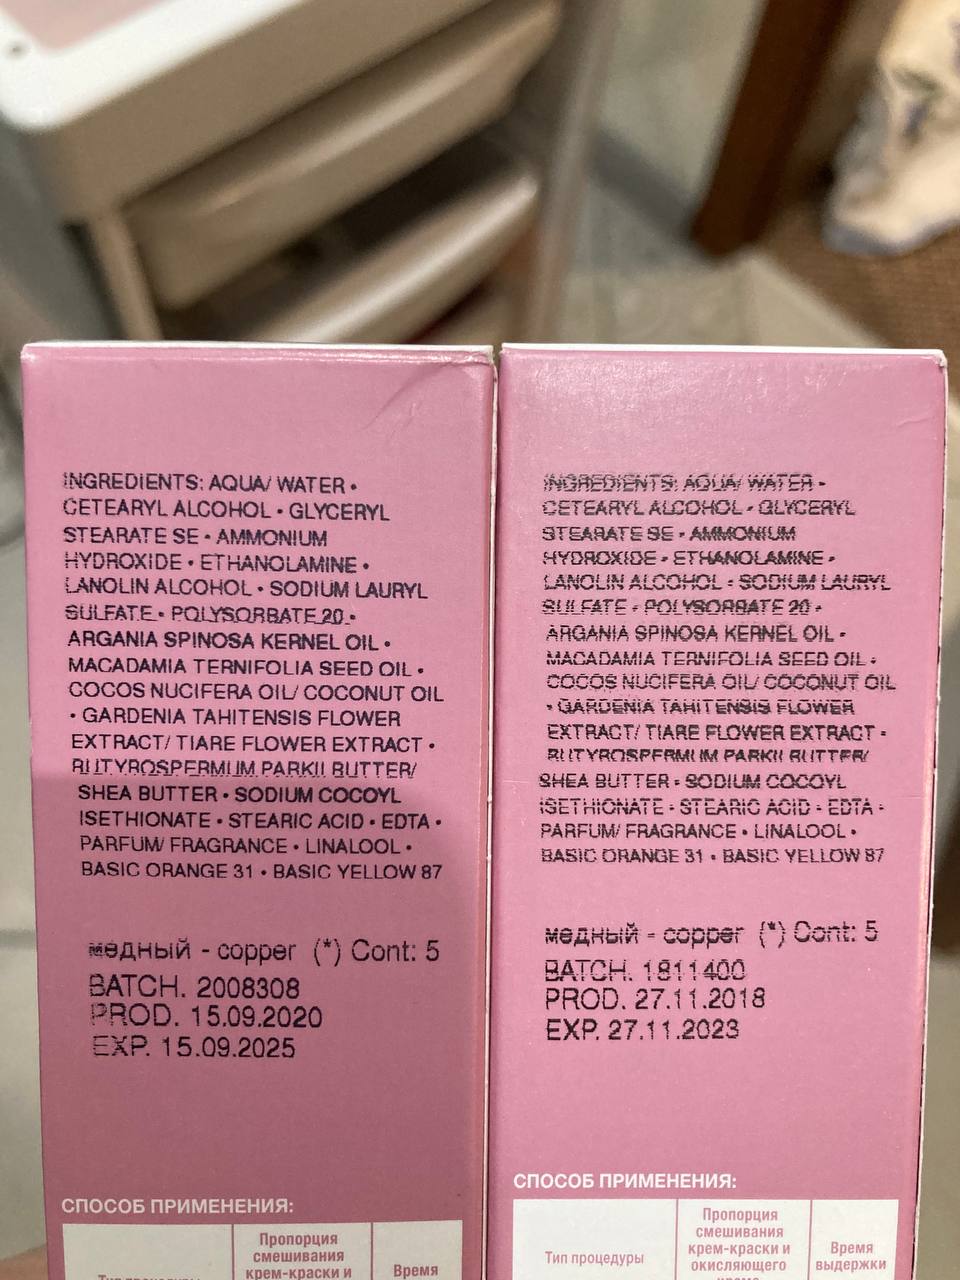 INGREDIENTS: AQUA/ WATER •
CETEARYL ALCOHOL • GLYCERYL
STEARATE SE • AMMONIUM
HYDROXIDE • ETHANOLAMINE •
LANOLIN ALCOHOL • SODIUM LAURYL
SULFATE • POLYSORBATE 20 •
ARGANIA SPINOSA KERNEL OIL •
MACADAMIA TERNIFOLIA SEED OIL •
COCOS NUCIFERA OIL/ COCONUT OIL
• GARDENIA TAHITENSIS FLOWER
EXTRACT/ TIARE FLOWER EXTRACT •
BUTYROSPERMUM PARKII BUTTER/
SHEA BUTTER • SODIUM COCOYL
ISETHIONATE • STEARIC ACID • EDTA •
PARFUM/ FRAGRANCE • LINALOOL •
BASIC ORANGE 31 • BASIC YELLOW 87
медный - copper (*) Cont: 5
BATCH. 2008308
PROD. 15.09.2020
EXP. 15.09.2025
СПОСОБ ПРИМЕНЕНИЯ:
Тип процедуры
Пропорция
смешивания
крем-краски и
Время
INGREDIENTS: AQUA/ WATER •
CETEARYL ALCOHOL • GLYCERYL
STEARATE SE • AMMONIUM
HYDROXIDE • ETHANOLAMINE •
LANOLIN ALCOHOL • SODIUM LAURYL
SULFATE • POLYSORBATE 20 •
ARGANIA SPINOSA KERNEL OIL •
MACADAMIA TERNIFOLIA SEED OIL •
COCOS NUCIFERA OIL/ COCONUT OIL
• GARDENIA TAHITENSIS FLOWER
EXTRACT/ TIARE FLOWER EXTRACT •
BUTYROSPERMUM PARKII BUTTER/
SHEA BUTTER • SODIUM COCOYL
ISETHIONATE • STEARIC ACID • EDTA •
PARFUM/ FRAGRANCE • LINALOOL •
BASIC ORANGE 31 • BASIC YELLOW 87
медный - copper (*) Cont: 5
BATCH. 1811400
PROD. 27.11.2018
EXP. 27.11.2023
СПОСОБ ПРИМЕНЕНИЯ:
Тип процедуры
Пропорция
смешивания
крем-краски и
окисляющего
Время
выдержки